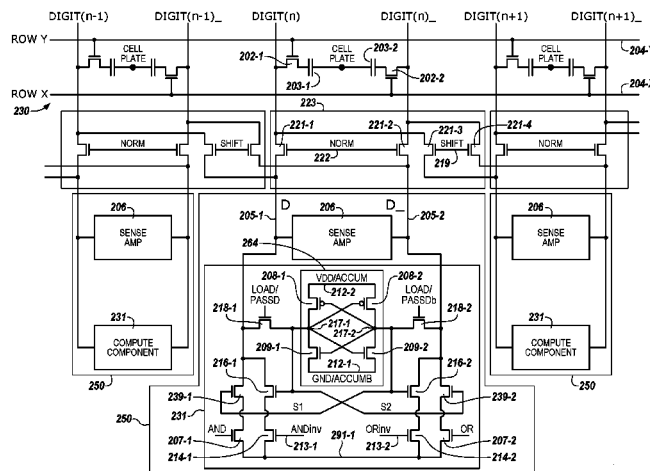 DIGIT(n-1) DIGIT(n-1)_ DIGIT(n) DIGIT(n)_ DIGIT(n+1) DIGIT(n+1)_
ROW Y 204-Y
202-1 CELL PLATE 203-2 CELL PLATE CELL PLATE
203-1 202-2
ROW X 204-X
230 223
221-1 221-2 221-3 221-4
NORM SHIFT NORM SHIFT NORM
222 219
205-1 D 206 D_ 205-2
206 SENSE AMP SENSE AMP 206 SENSE AMP
264
VDD/ACCUM
208-1 212-2 208-2
LOAD/PASSD LOAD/PASSDb
218-1 217-1 218-2
217-2
231 COMPUTE COMPONENT 209-1 209-2 231 COMPUTE COMPONENT
212-1
216-1 GND/ACCUMB 216-2
250 239-1 S1 S2 239-2 250
250 231
AND ANDinv 291-1 ORinv OR
207-1 213-1 213-2 207-2
214-1 214-2